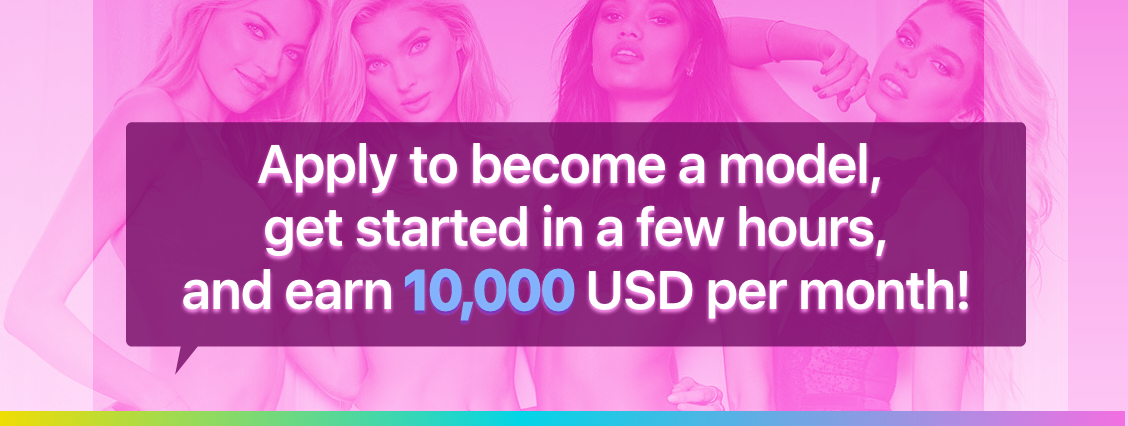 Apply to become a model,
get started in a few hours,
and earn 10,000 USD per month!